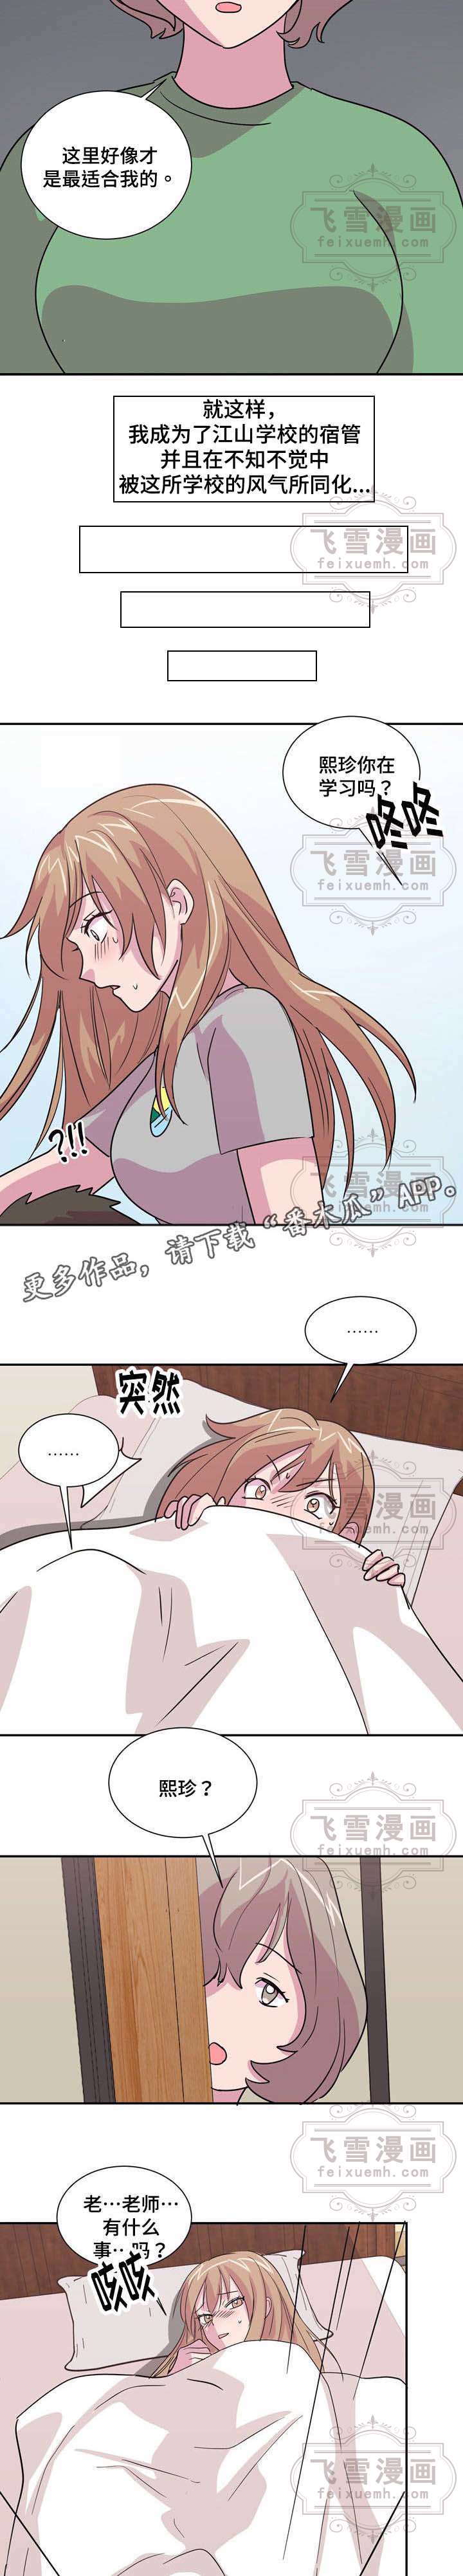 这里好像才
是最适合我的。
飞雪漫画
feixuemh.com
就这样，
我成为了江山学校的宿管
并且在不知不觉中
被这所学校的风气所同化...
飞雪漫画
feixuemh.com
熙珍你在
学习吗？
咚咚
飞雪漫画
feixuemh.com
?!!
飞雪漫画
feixuemh.com
更多作品，请下载“番木瓜”APP。
……
突然
……
飞雪漫画
feixuemh.com
熙珍？
飞雪漫画
feixuemh.com
飞雪漫画
feixuemh.com
老…老师…
有什么
事…吗？
咳咳
飞雪漫画
feixuemh.com